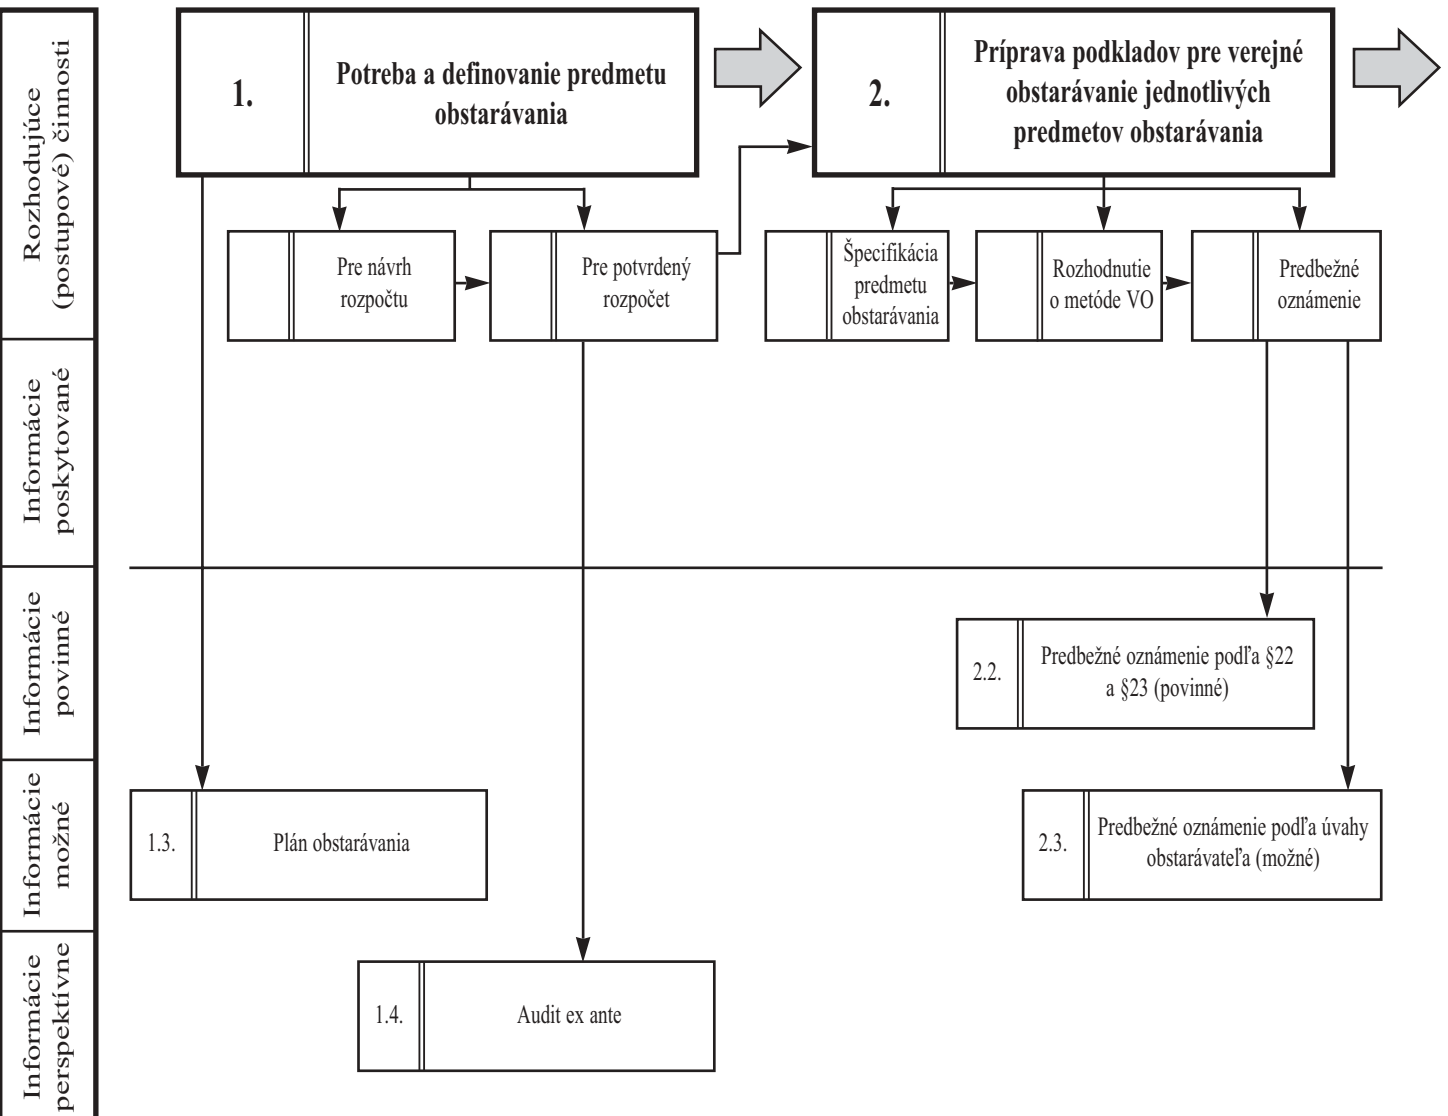 Rozhodujúce
(postupové) činnosti
1.
Potreba a definovanie predmetu
obstarávania
2.
Príprava podkladov pre verejné
obstarávanie jednotlivých
predmetov obstarávania
Pre návrh
rozpočtu
Pre potvrdený
rozpočet
Špecifikácia
predmetu
obstarávania
Rozhodnutie
o metóde VO
Predbežné
oznámenie
Informácie
poskytované
Informácie
povinné
2.2.
Predbežné oznámenie podľa §22
a §23 (povinné)
Informácie
možné
1.3.
Plán obstarávania
2.3.
Predbežné oznámenie podľa úvahy
obstarávateľa (možné)
Informácie
perspektívne
1.4.
Audit ex ante